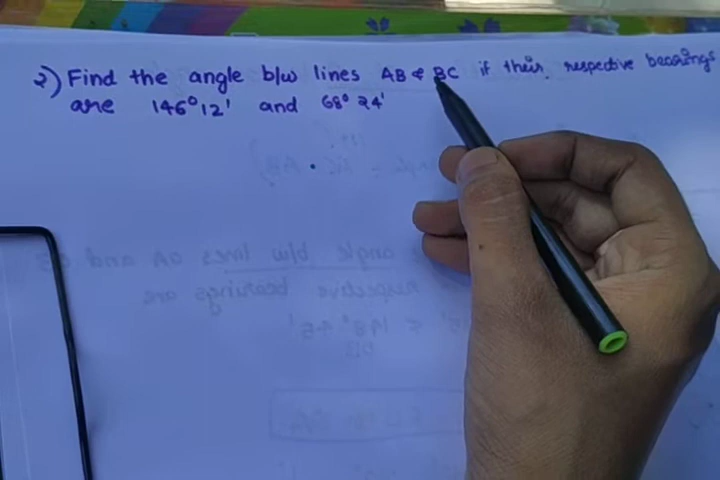 2) Find the angle b/w lines AB & BC if their respective bearings
are 146° 12' and 68° 24'